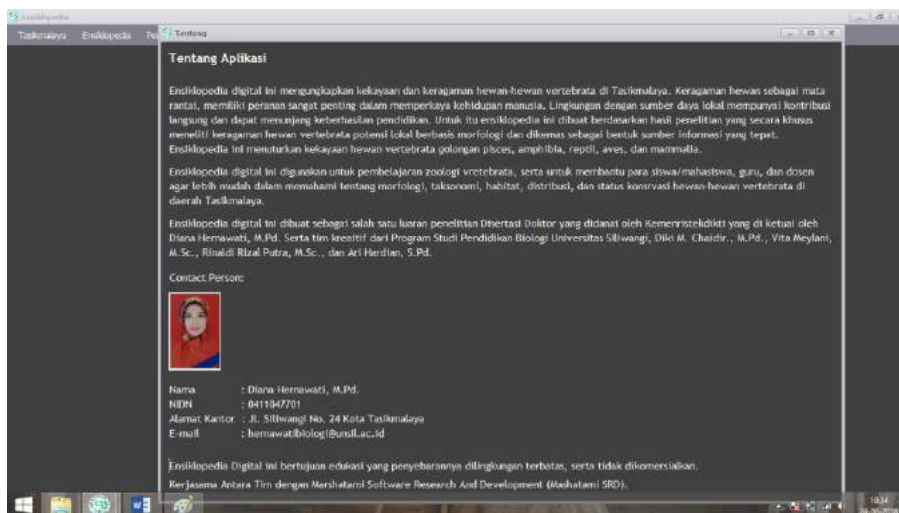 Ensiklopedia
Tasikmalaya Ensiklopedia
Tentang
Tentang Aplikasi
Ensiklopedia digital ini mengungkapkan kekayaan dan keragaman hewan-hewan vertebrata di Tasikmalaya. Keragaman hewan sebagai mata
rantai, memiliki peranan sangat penting dalam memperkaya kehidupan manusia. Lingkungan dengan sumber daya lokal mempunyai kontribusi
langsung dan dapat menunjang keberhasilan pendidikan. Untuk itu ensiklopedia ini dibuat berdasarkan hasil penelitian yang secara khusus
meneliti keragaman hewan vertebrata potensi lokal berbasis morfologi dan dikemas sebagai bentuk sumber informasi yang tepat.
Ensiklopedia ini menuturkan kekayaan hewan vertebrata golongan pisces, amphibia, reptil, aves, dan mammalia.
Ensiklopedia digital ini digunakan untuk pembelajaran zoologi vretebrata, serta untuk membantu para siswa/mahasiswa, guru, dan dosen
agar lebih mudah dalam memahami tentang morfologi, taksonomi, habitat, distribusi, dan status konsrvasi hewan-hewan vertebrata di
daerah Tasikmalaya.
Ensiklopedia digital ini dibuat sebagai salah satu luaran penelitian Disertasi Doktor yang didanai oleh Kemenristekdikti yang di ketuai oleh
Diana Hernawati, M.Pd. Serta tim kreatif dari Program Studi Pendidikan Biologi Universitas Siliwangi, Diki M. Chaidir., M.Pd., Vita Meylani,
M.Sc., Rinaldi Rizal Putra, M.Sc., dan Ari Hardian, S.Pd.
Contact Person:
Nama : Diana Hernawati, M.Pd.
NIDN : 0411047701
Alamat Kantor : Jl. Siliwangi No. 24 Kota Tasikmalaya
E-mail : hernawatibiologi@unsil.ac.id
Ensiklopedia Digital ini bertujuan edukasi yang penyebarannya dilingkungan terbatas, serta tidak dikomersialkan.
Kerjasama Antara Tim dengan Marshatami Software Research And Development (Mashatami SRD).
10:34